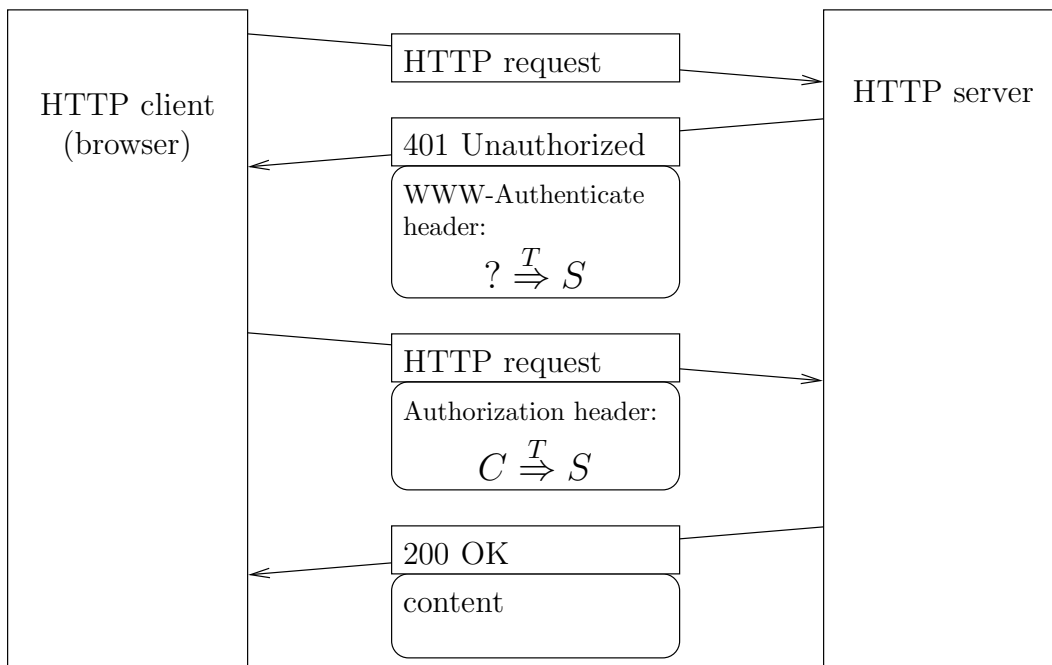 HTTP client
(browser)
HTTP request
HTTP server
401 Unauthorized
WWW-Authenticate
header:
? T⇒ S
HTTP request
Authorization header:
C T⇒ S
200 OK
content